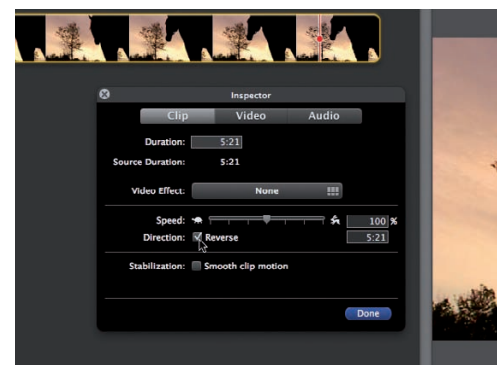 Inspector
Clip Video Audio
Duration: 5:21
Source Duration: 5:21
Video Effect: None
Speed: 100 %
Direction: Reverse 5:21
Stabilization: Smooth clip motion
Done